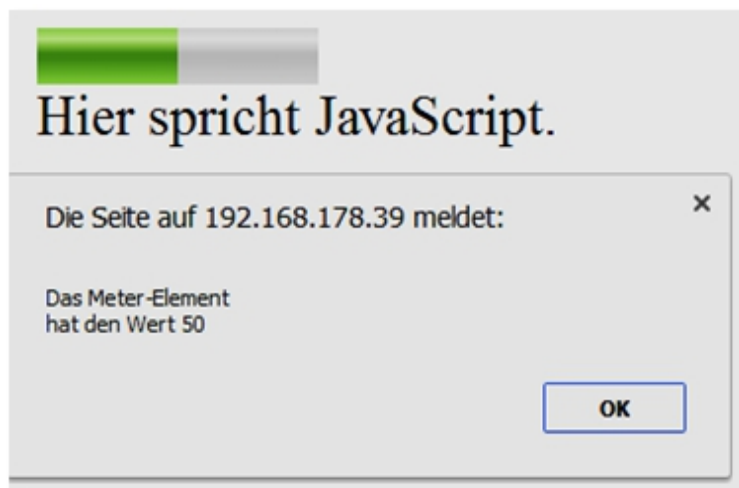 Hier spricht JavaScript.
Die Seite auf 192.168.178.39 meldet:
Das Meter-Element
hat den Wert 50
OK